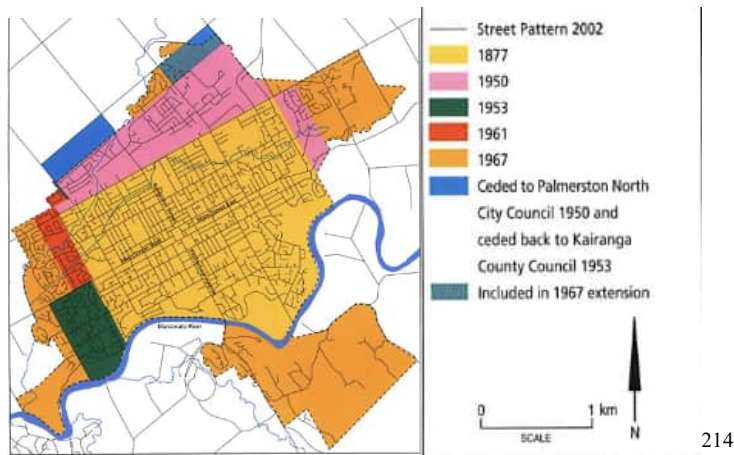 Street Pattern 2002
1877
1950
1953
1961
1967
Ceded to Palmerston North
City Council 1950 and
ceded back to Kairanga
County Council 1953
Included in 1967 extension
Manawatu River
0 1 km
SCALE
N
214